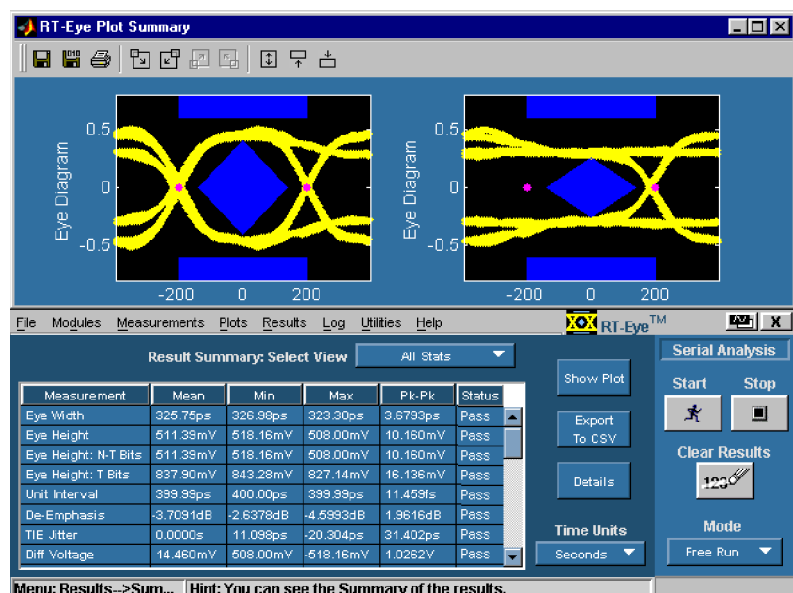 RT-Eye Plot Summary
Eye Diagram
0.5
0
-0.5
-200 0 200
Eye Diagram
0.5
0
-0.5
-200 0 200
File Modules Measurements Plots Results Log Utilities Help
RT-Eye™
X
Result Summary: Select View All Stats
Measurement Mean Min Max Pk-Pk Status
Eye Width 325.75ps 326.98ps 323.30ps 3.6793ps Pass
Eye Height 511.39mV 518.16mV 508.00mV 10.160mV Pass
Eye Height: N-T Bits 511.39mV 518.16mV 508.00mV 10.160mV Pass
Eye Height: T Bits 837.90mV 843.28mV 827.14mV 16.136mV Pass
Unit Interval 399.99ps 400.00ps 399.99ps 11.459fs Pass
De-Emphasis -3.7091dB -2.6378dB -4.5993dB 1.9616dB Pass
TIE Jitter 0.0000s 11.098ps -20.304ps 31.402ps Pass
Diff Voltage 14.460mV 508.00mV -518.16mV 1.0262V Pass
Show Plot
Export
To CSV
Details
Time Units
Seconds
Serial Analysis
Start Stop
Clear Results
123
Mode
Free Run
Menu: Results-->Sum... Hint: You can see the Summary of the results.